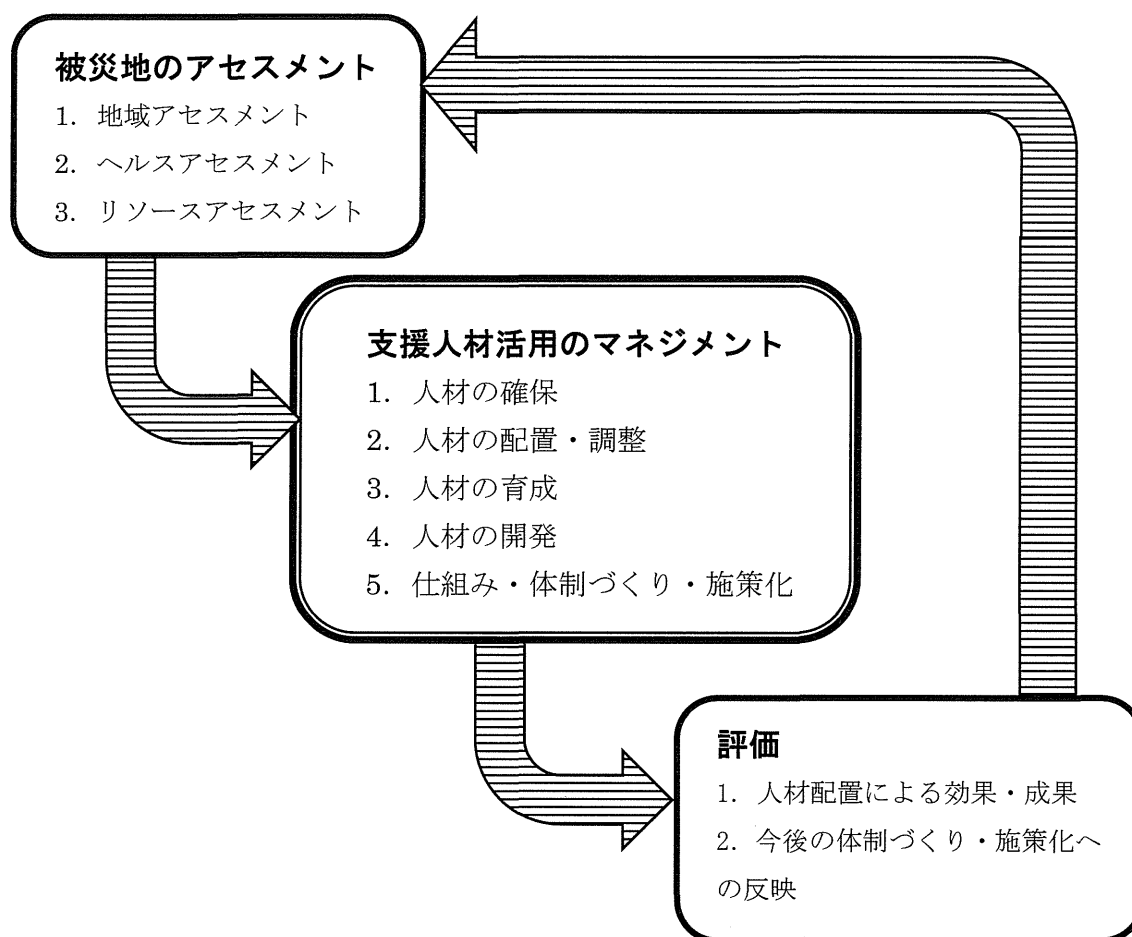 被災地のアセスメント
1. 地域アセスメント
2. ヘルスアセスメント
3. リソースアセスメント
支援人材活用のマネジメント
1. 人材の確保
2. 人材の配置・調整
3. 人材の育成
4. 人材の開発
5. 仕組み・体制づくり・施策化
評価
1. 人材配置による効果・成果
2. 今後の体制づくり・施策化へ
の反映